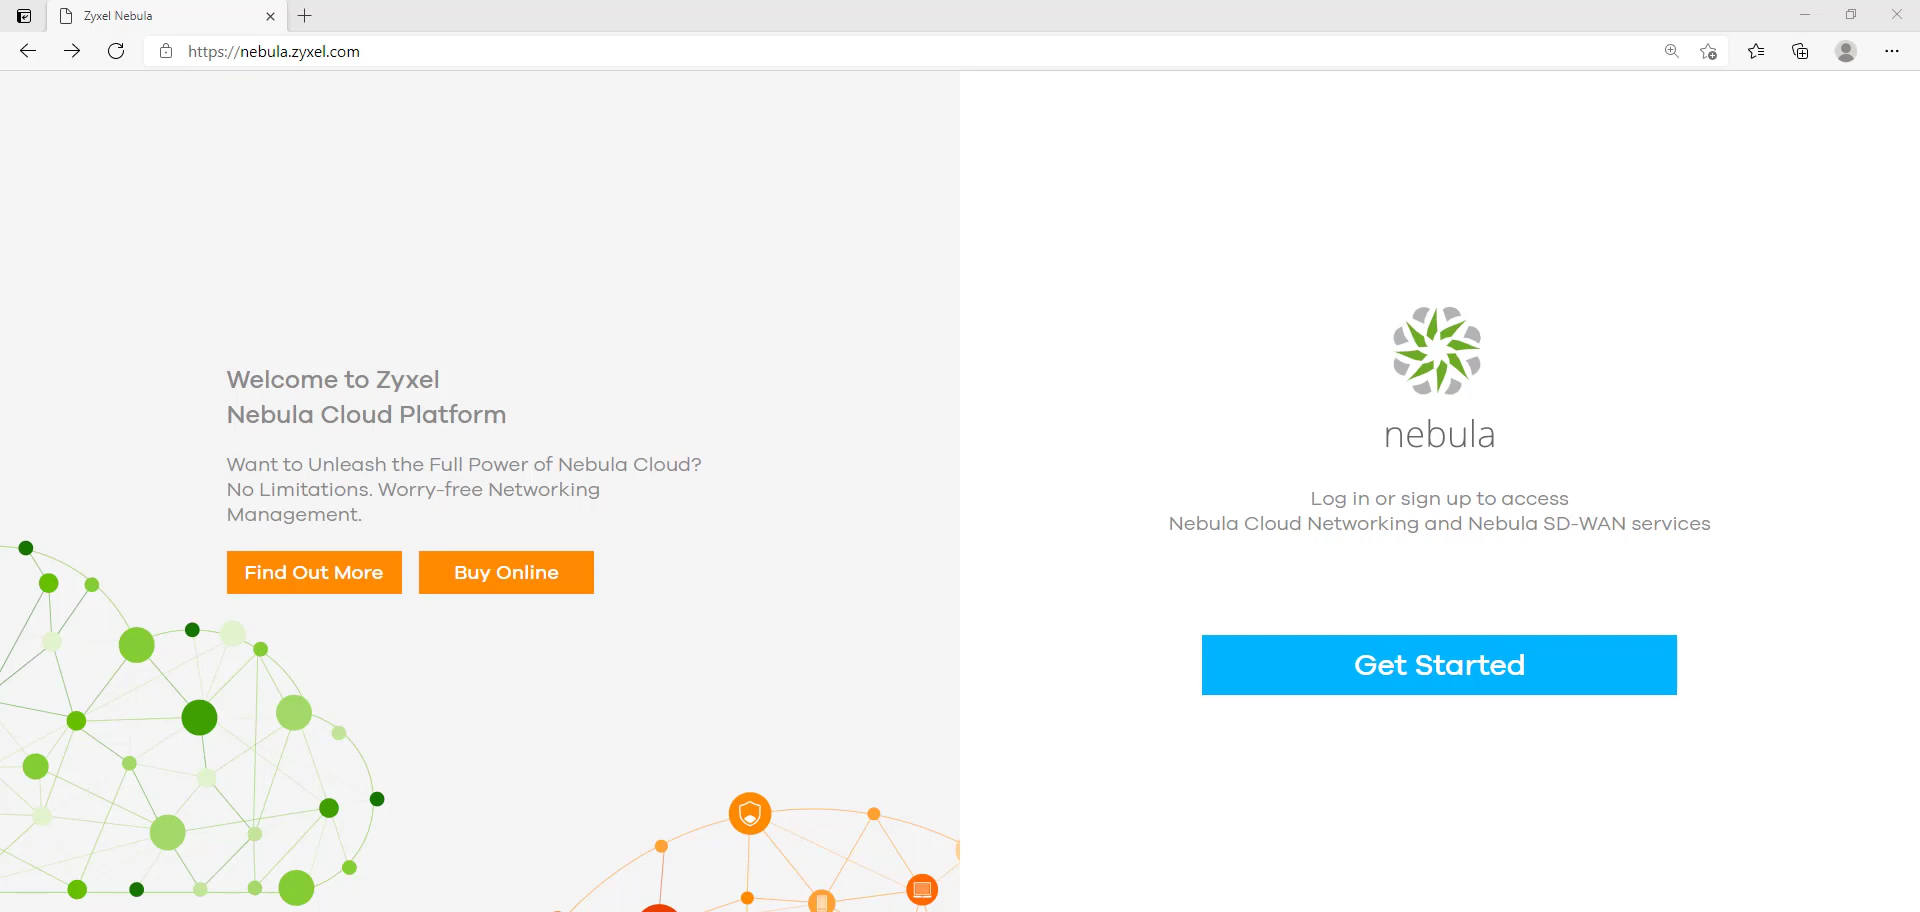 Zyxel Nebula
https://nebula.zyxel.com
Welcome to Zyxel
Nebula Cloud Platform
Want to Unleash the Full Power of Nebula Cloud?
No Limitations. Worry-free Networking
Management.
Find Out More
Buy Online
nebula
Log in or sign up to access
Nebula Cloud Networking and Nebula SD-WAN services
Get Started